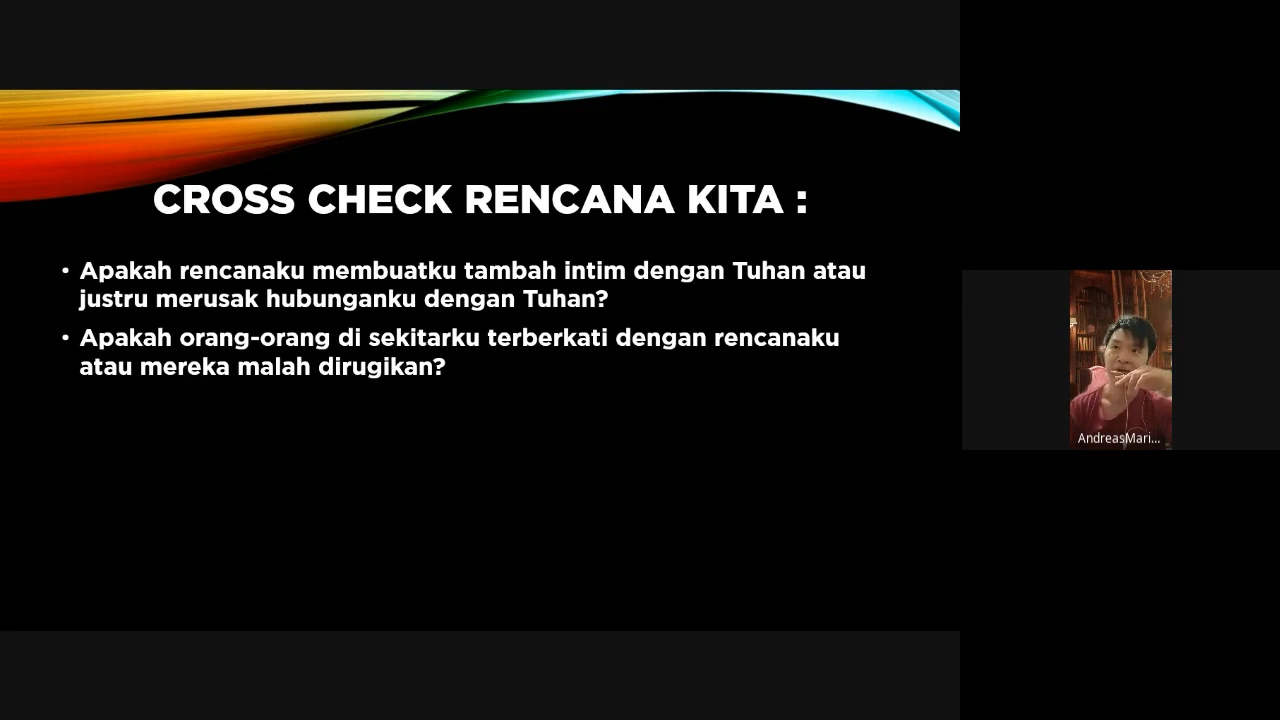 CROSS CHECK RENCANA KITA :
• Apakah rencanaku membuatku tambah intim dengan Tuhan atau
justru merusak hubunganku dengan Tuhan?
• Apakah orang-orang di sekitarku terberkati dengan rencanaku
atau mereka malah dirugikan?
AndreasMari...